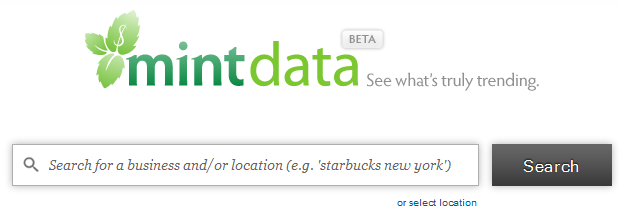 BETA
mintdata See what's truly trending.
Search for a business and/or location (e.g. 'starbucks new york') Search
or select location